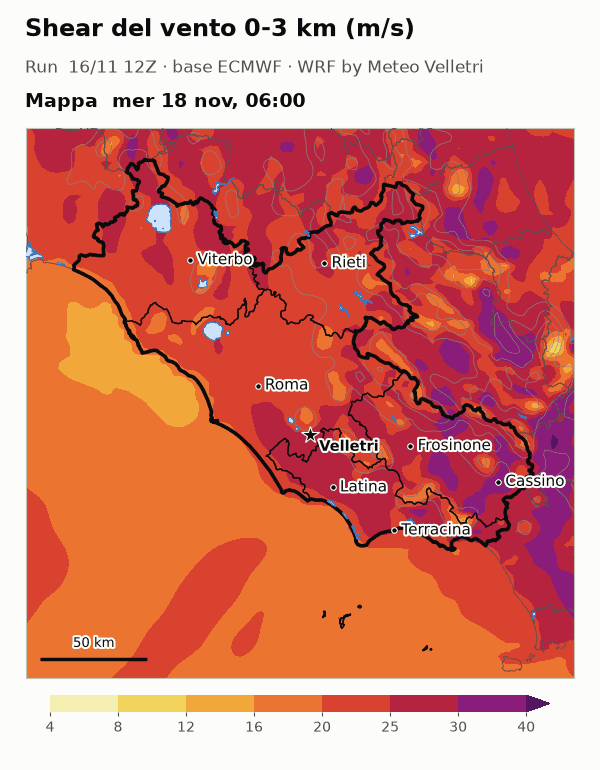 Shear del vento 0-3 km (m/s)
Run  16/11 12Z · base ECMWF · WRF by Meteo Velletri
Mappa  mer 18 nov, 06:00
Viterbo
Rieti
Roma
Velletri
Frosinone
Latina
Cassino
Terracina
50 km
4 8 12 16 20 25 30 40